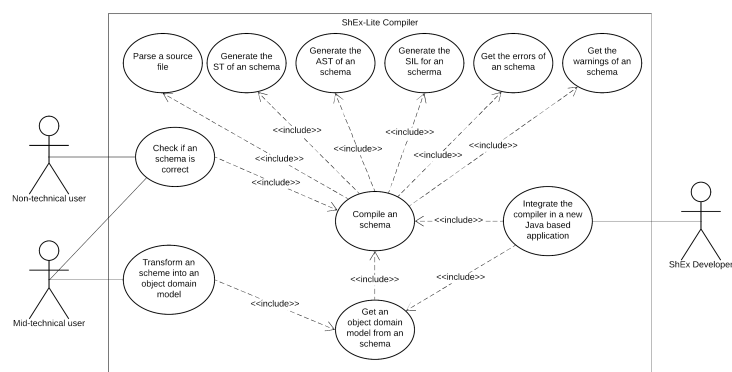 ShEx-Lite Compiler
Parse a source
file
Generate the
ST of an schema
Generate the
AST of an
schema
Generate the
SIL for an
scherma
Get the errors of
an schema
Get the
warnings of an
schema
<<include>>
<<include>>
<<include>>
<<include>>
<<include>>
<<include>>
Check if an
schema is
correct
<<include>>
Non-technical user
Compile an
schema
<<include>>
Integrate the
compiler in a new
Java based
application
ShEx Developer
Transform an
scheme into an
object domain
model
<<include>>
<<include>>
<<include>>
Get an
object domain
model from an
schema
Mid-technical user